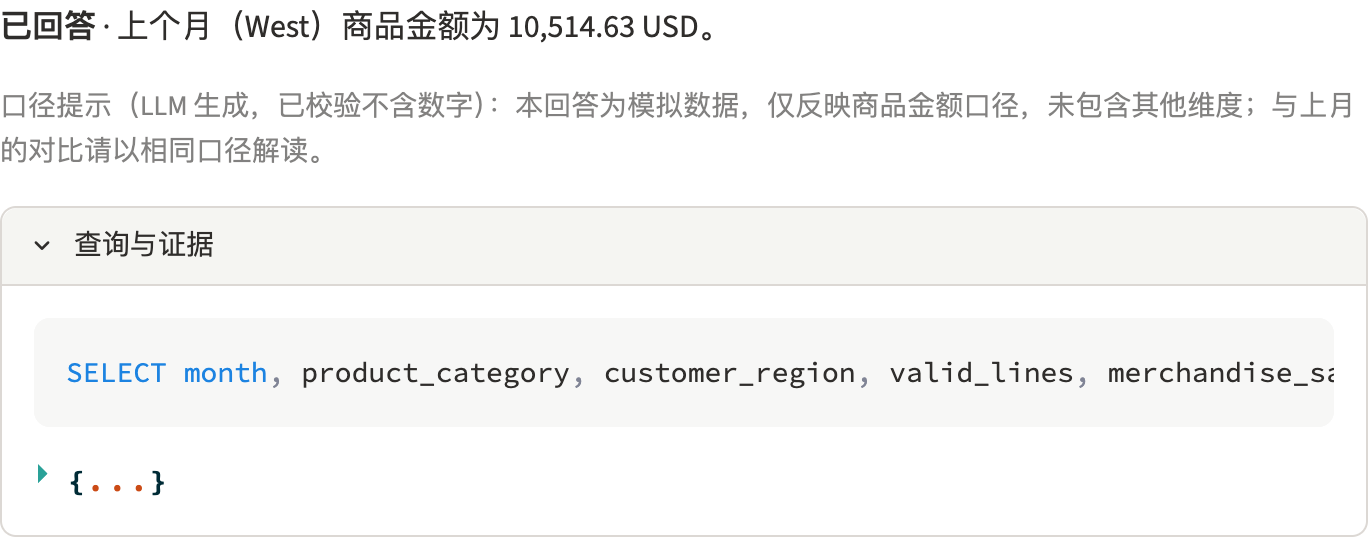 已回答 · 上个月（West）商品金额为 10,514.63 USD。
口径提示（LLM 生成，已校验不含数字）：本回答为模拟数据，仅反映商品金额口径，未包含其他维度；与上月
的对比请以相同口径解读。
查询与证据
SELECT month, product_category, customer_region, valid_lines, merchandise_sa
{...}